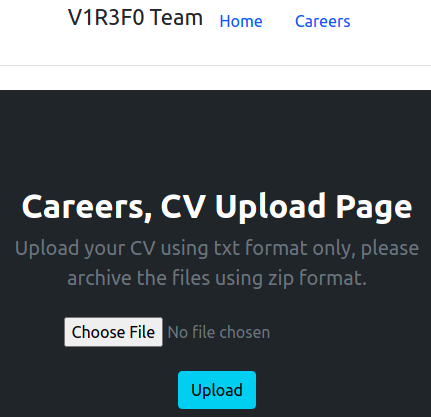 V1R3F0 Team Home Careers
Careers, CV Upload Page
Upload your CV using txt format only, please
archive the files using zip format.
Choose File No file chosen
Upload